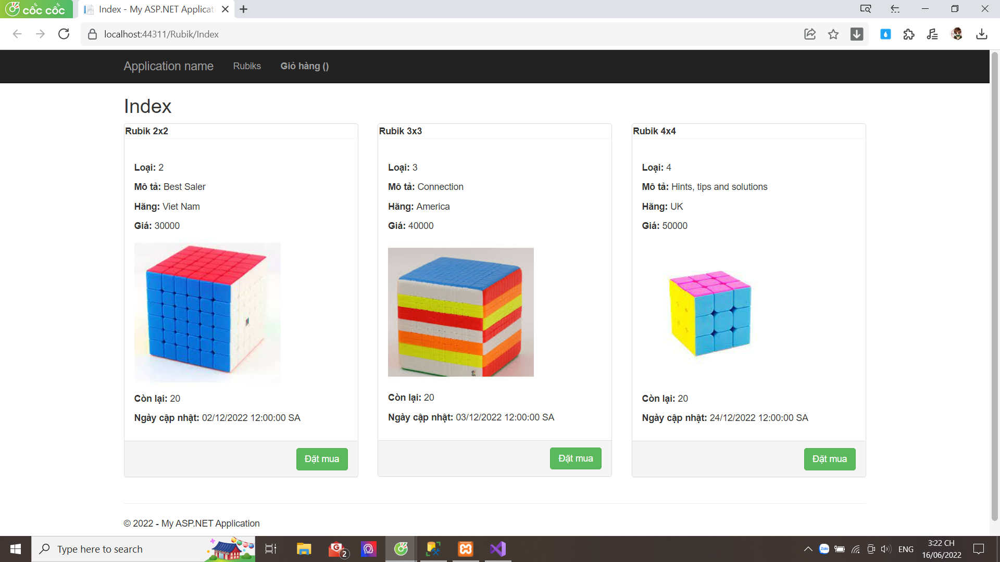 cốc cốc
Index - My ASP.NET Applicat
localhost:44311/Rubik/Index
Application name
Rubiks
Giỏ hàng ()
Index
Rubik 2x2
Loại: 2
Mô tả: Best Saler
Hãng: Viet Nam
Giá: 30000
Còn lại: 20
Ngày cập nhật: 02/12/2022 12:00:00 SA
Đặt mua
Rubik 3x3
Loại: 3
Mô tả: Connection
Hãng: America
Giá: 40000
Còn lại: 20
Ngày cập nhật: 03/12/2022 12:00:00 SA
Đặt mua
Rubik 4x4
Loại: 4
Mô tả: Hints, tips and solutions
Hãng: UK
Giá: 50000
Còn lại: 20
Ngày cập nhật: 24/12/2022 12:00:00 SA
Đặt mua
© 2022 - My ASP.NET Application
Type here to search
G
2
Zalo
ENG
3:22 CH
16/06/2022